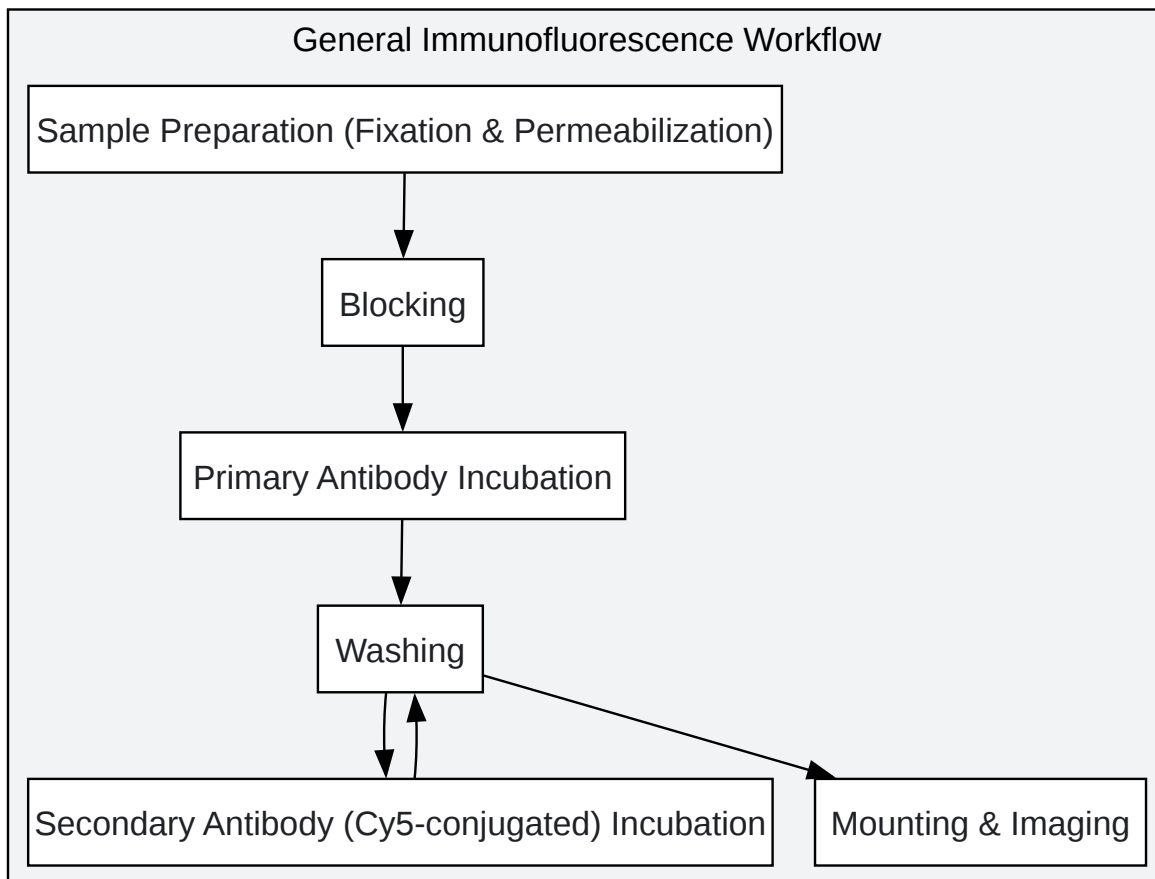 General Immunofluorescence Workflow
Sample Preparation (Fixation & Permeabilization)
Blocking
Primary Antibody Incubation
Washing
Secondary Antibody (Cy5-conjugated) Incubation
Mounting & Imaging